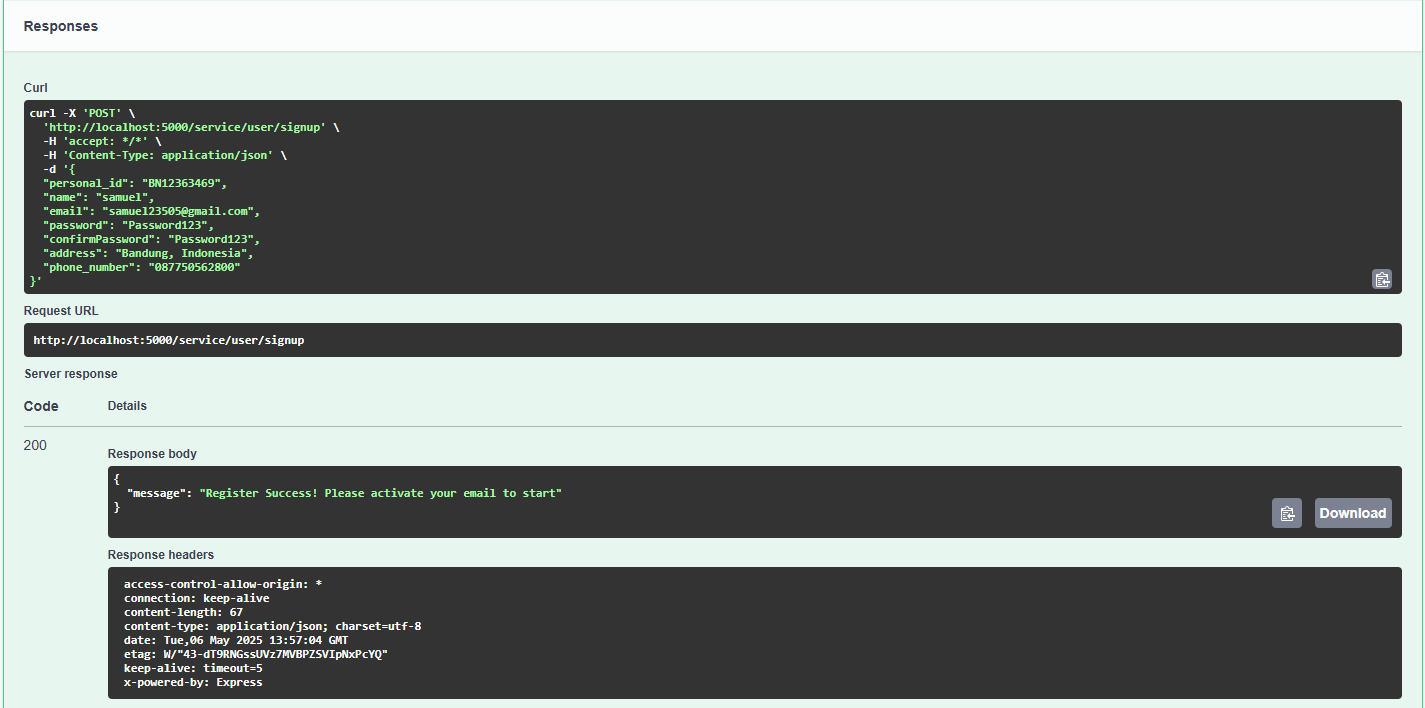 Responses
Curl
curl -X 'POST' \
  'http://localhost:5000/service/user/signup' \
  -H 'accept: */*' \
  -H 'Content-Type: application/json' \
  -d '{
  "personal_id": "BN12363469",
  "name": "samuel",
  "email": "samuel23505@gmail.com",
  "password": "Password123",
  "confirmPassword": "Password123",
  "address": "Bandung, Indonesia",
  "phone_number": "087750562800"
}'
Request URL
http://localhost:5000/service/user/signup
Server response
Code Details
200
Response body
{
  "message": "Register Success! Please activate your email to start"
}
Download
Response headers
access-control-allow-origin: *
connection: keep-alive
content-length: 67
content-type: application/json; charset=utf-8
date: Tue,06 May 2025 13:57:04 GMT
etag: W/"43-dT9RNGssUVz7MVBPZSVIpNxPcYQ"
keep-alive: timeout=5
x-powered-by: Express